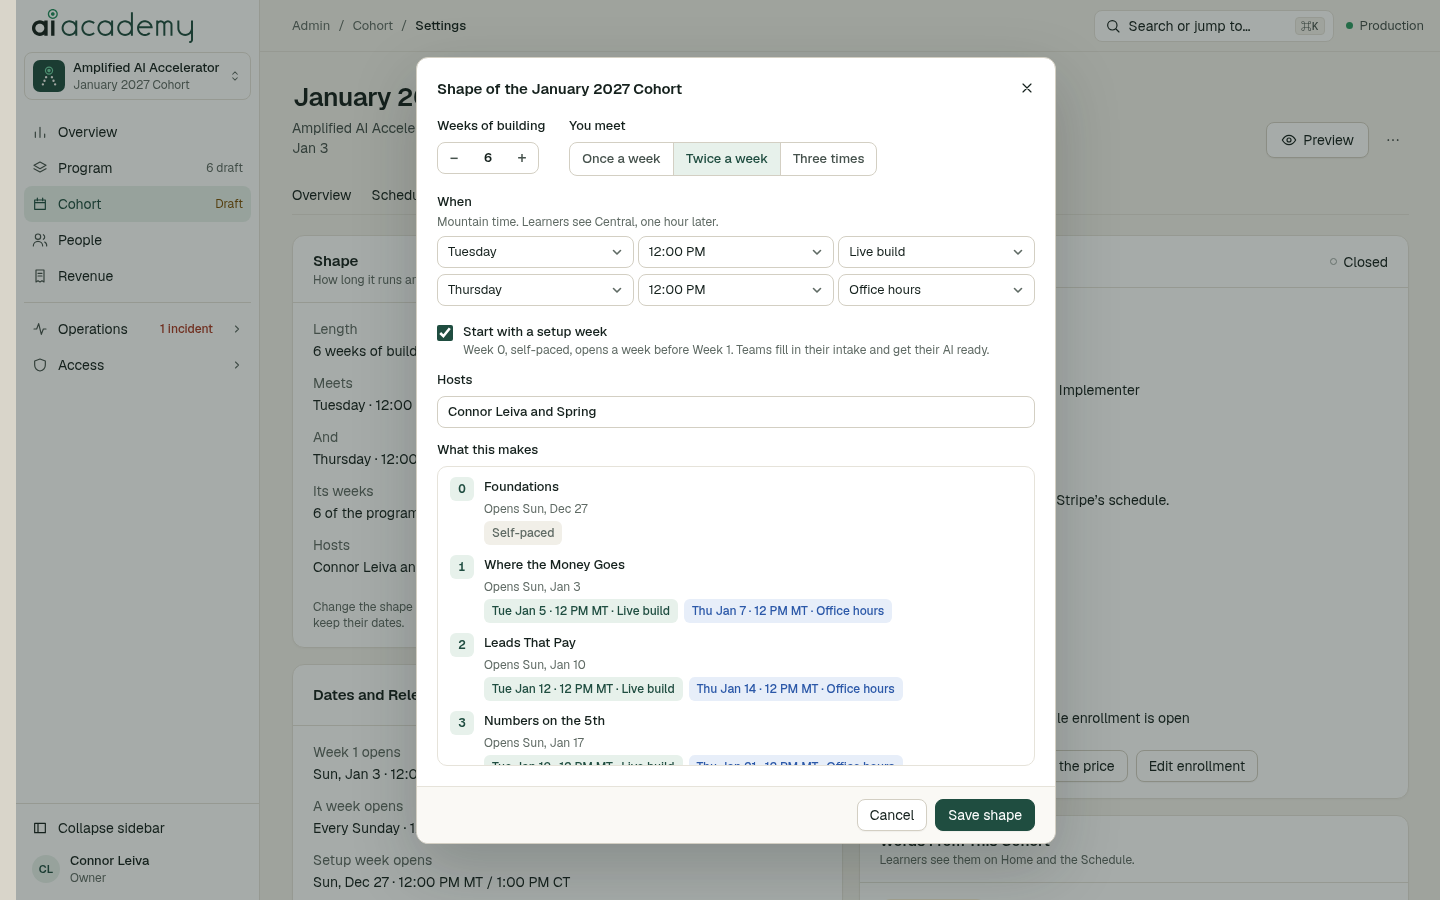 ai academy
Amplified AI Accelerator
January 2027 Cohort
Overview
Program 6 draft
Cohort Draft
People
Revenue
Operations 1 incident
Access
Collapse sidebar
CL
Connor Leiva
Owner
Admin / Cohort / Settings
Search or jump to… ⌘K
Production
January 2
Amplified AI Accele
Jan 3
Preview
Overview Schedu
Shape
How long it runs ar
Length
6 weeks of build
Meets
Tuesday · 12:00
And
Thursday · 12:00
Its weeks
6 of the program
Hosts
Connor Leiva an
Change the shape
keep their dates.
Dates and Rele
Week 1 opens
Sun, Jan 3 · 12:0
A week opens
Every Sunday · 1
Setup week opens
Sun, Dec 27 · 12:00 PM MT / 1:00 PM CT
Shape of the January 2027 Cohort
Weeks of building
− 6 +
You meet
Once a week Twice a week Three times
When
Mountain time. Learners see Central, one hour later.
Tuesday 12:00 PM Live build
Thursday 12:00 PM Office hours
Start with a setup week
Week 0, self-paced, opens a week before Week 1. Teams fill in their intake and get their AI ready.
Hosts
Connor Leiva and Spring
What this makes
0 Foundations
Opens Sun, Dec 27
Self-paced
1 Where the Money Goes
Opens Sun, Jan 3
Tue Jan 5 · 12 PM MT · Live build Thu Jan 7 · 12 PM MT · Office hours
2 Leads That Pay
Opens Sun, Jan 10
Tue Jan 12 · 12 PM MT · Live build Thu Jan 14 · 12 PM MT · Office hours
3 Numbers on the 5th
Opens Sun, Jan 17
Cancel Save shape
Closed
Implementer
Stripe's schedule.
le enrollment is open
the price Edit enrollment
Learners see them on Home and the Schedule.